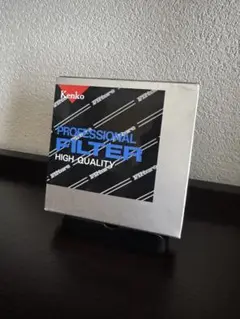 Kenko
PROFESSIONAL
FILTER
HIGH QUALITY